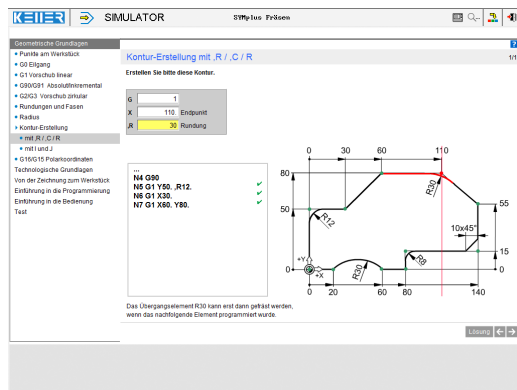 KELLER SIMULATOR SYMplus Fräsen
Geometrische Grundlagen
Punkte am Werkstück
G0 Eilgang
G1 Vorschub linear
G90/G91 Absolut/Inkremental
G2/G3 Vorschub zirkular
Rundungen und Fasen
Radius
Kontur-Erstellung
mit ,R / ,C / R
mit I und J
G16/G15 Polarkoordinaten
Technologische Grundlagen
Von der Zeichnung zum Werkstück
Einführung in die Programmierung
Einführung in die Bedienung
Test
?
Kontur-Erstellung mit ,R / ,C / R 1/1
Erstellen Sie bitte diese Kontur.
G 1
X 110. Endpunkt
,R 30 Rundung
...
N4 G90
N5 G1 Y50. ,R12.
N6 G1 X30.
N7 G1 X60. Y80.
0 30 60 110
80
50
0
R30
R12
10x45°
R8
R30
55
15
0
+Y
+X
0 20 60 80 140
Das Übergangselement R30 kann erst dann gefräst werden,
wenn das nachfolgende Element programmiert wurde.
Lösung